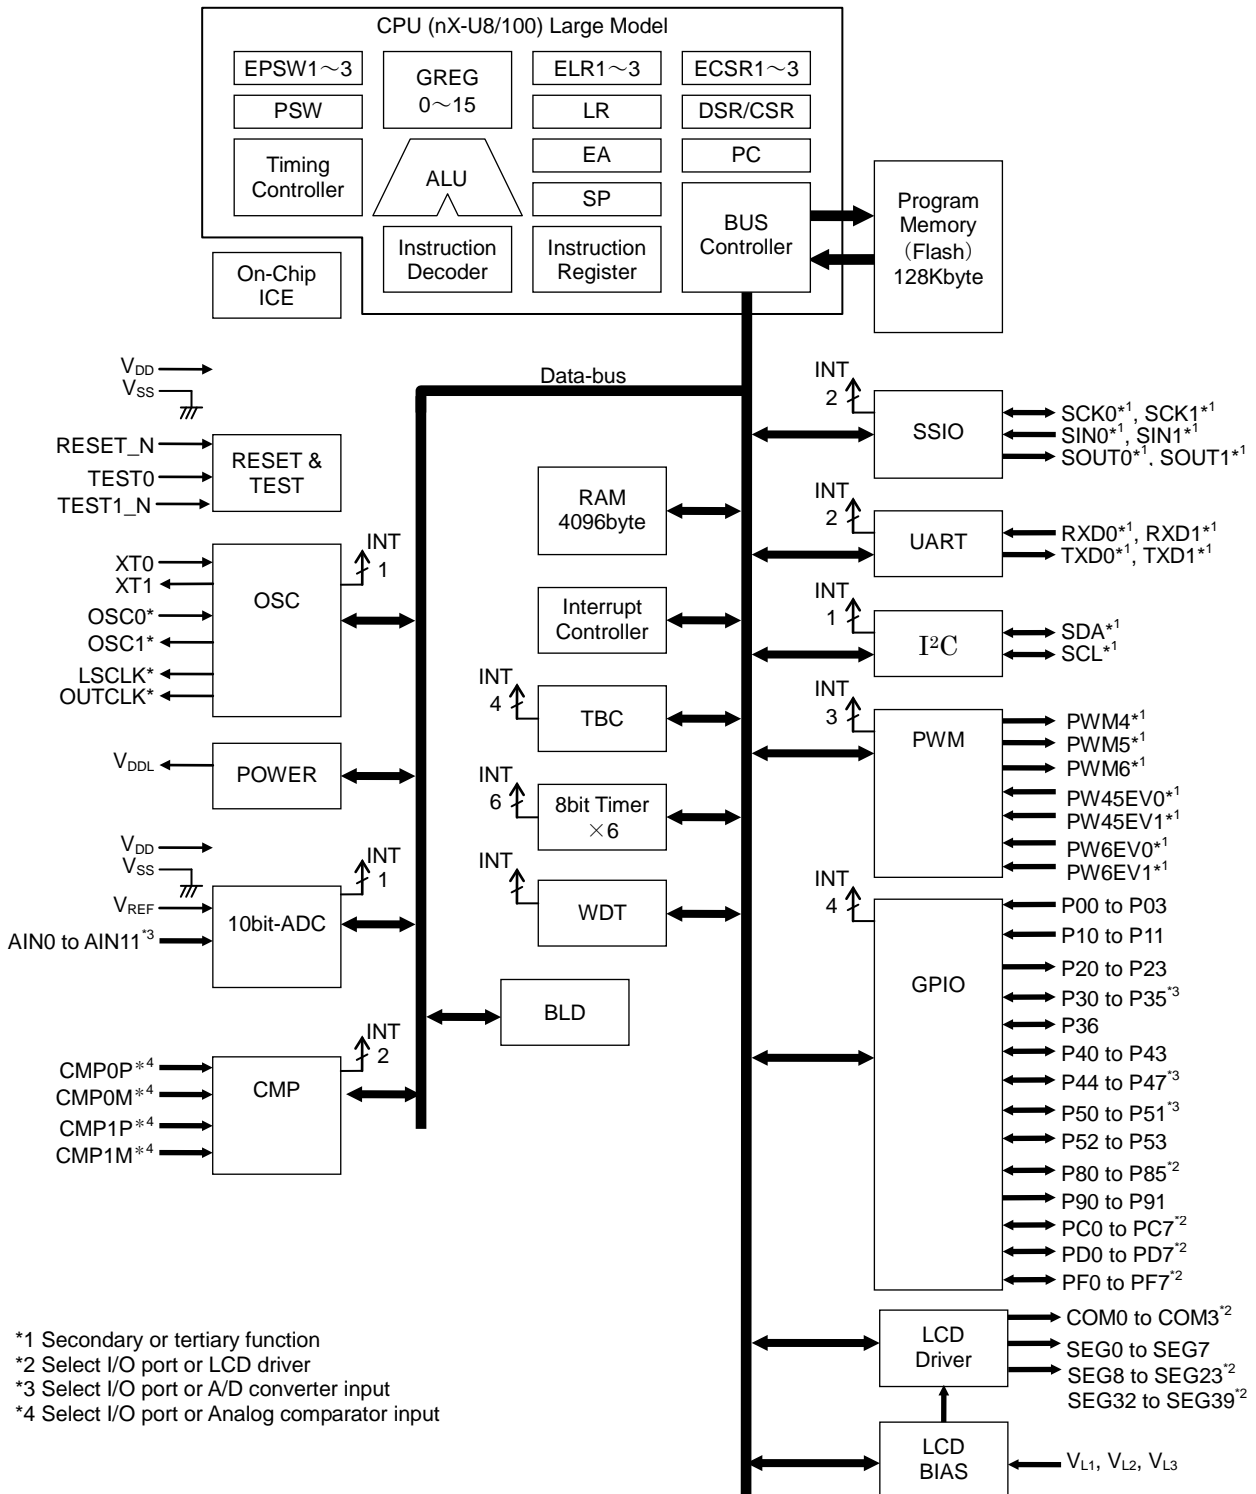 CPU (nX-U8/100) Large Model
EPSW1～3
GREG
0～15
ELR1～3
ECSR1～3
PSW
LR
DSR/CSR
Timing
Controller
ALU
EA
PC
SP
BUS
Controller
Instruction
Decoder
Instruction
Register
Program
Memory
（Flash）
128Kbyte
On-Chip
ICE
VDD
VSS
Data-bus
RESET_N
TEST0
TEST1_N
RESET &
TEST
XT0
XT1
OSC0*
OSC1*
LSCLK*
OUTCLK*
OSC
INT
1
VDDL
POWER
VDD
VSS
VREF
AIN0 to AIN11*3
10bit-ADC
INT
1
CMP0P*4
CMP0M*4
CMP1P*4
CMP1M*4
CMP
INT
2
RAM
4096byte
Interrupt
Controller
INT
4
TBC
INT
6
8bit Timer
×6
INT
WDT
BLD
INT
2
SSIO
SCK0*1, SCK1*1
SIN0*1, SIN1*1
SOUT0*1, SOUT1*1
INT
2
UART
RXD0*1, RXD1*1
TXD0*1, TXD1*1
INT
1
I2C
SDA*1
SCL*1
INT
3
PWM
PWM4*1
PWM5*1
PWM6*1
PW45EV0*1
PW45EV1*1
PW6EV0*1
PW6EV1*1
INT
4
GPIO
P00 to P03
P10 to P11
P20 to P23
P30 to P35*3
P36
P40 to P43
P44 to P47*3
P50 to P51*3
P52 to P53
P80 to P85*2
P90 to P91
PC0 to PC7*2
PD0 to PD7*2
PF0 to PF7*2
LCD
Driver
COM0 to COM3*2
SEG0 to SEG7
SEG8 to SEG23*2
SEG32 to SEG39*2
LCD
BIAS
VL1, VL2, VL3
*1 Secondary or tertiary function
*2 Select I/O port or LCD driver
*3 Select I/O port or A/D converter input
*4 Select I/O port or Analog comparator input